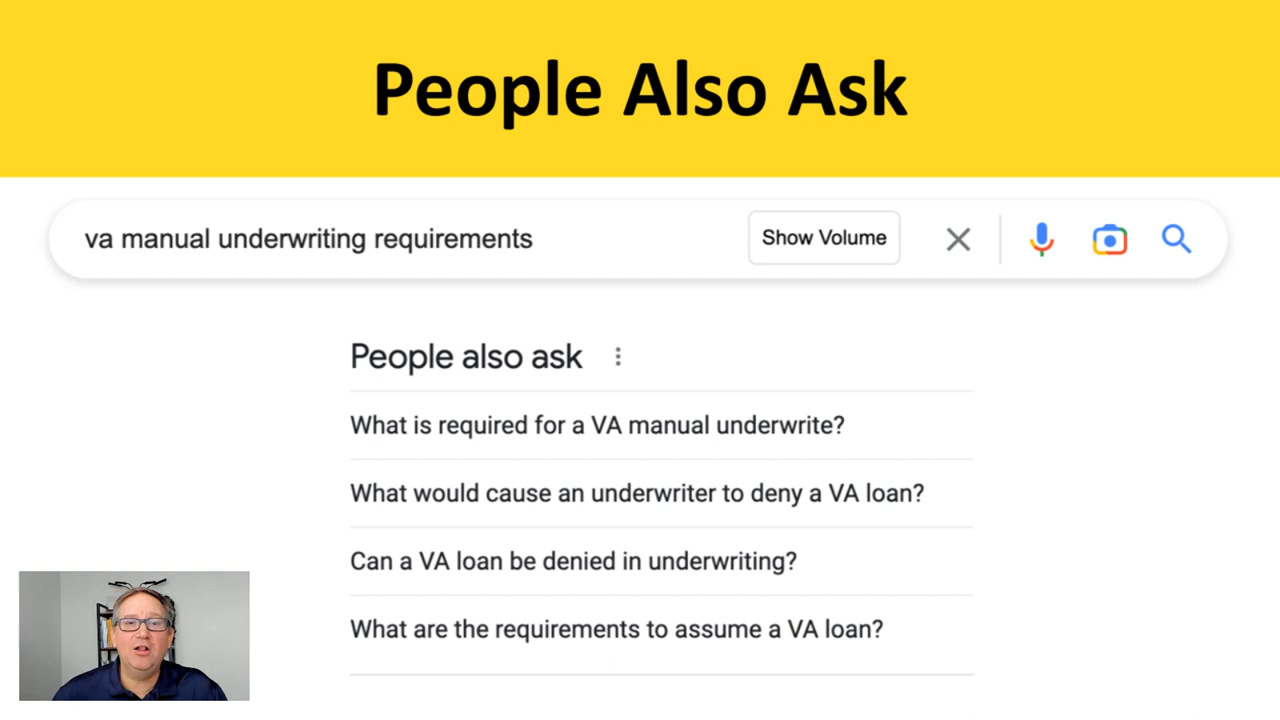 People Also Ask
va manual underwriting requirements
Show Volume
People also ask
What is required for a VA manual underwrite?
What would cause an underwriter to deny a VA loan?
Can a VA loan be denied in underwriting?
What are the requirements to assume a VA loan?